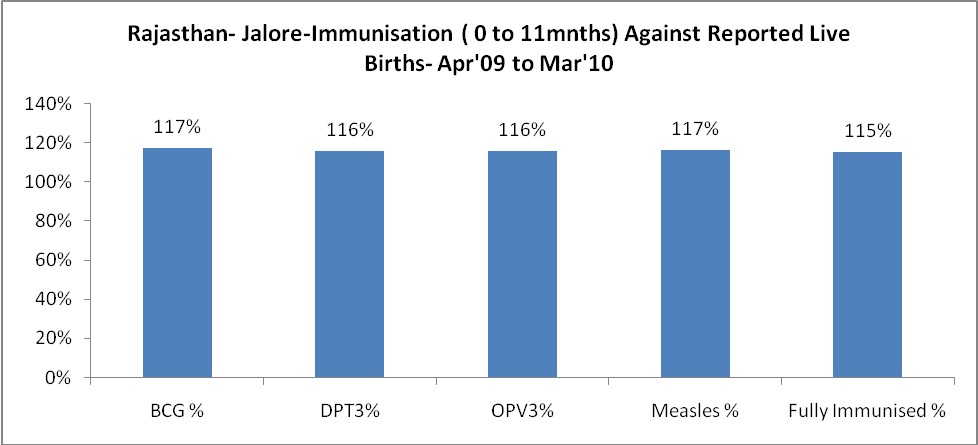 Rajasthan- Jalore-Immunisation ( 0 to 11mnths) Against Reported Live
Births- Apr'09 to Mar'10
140%
120%
100%
80%
60%
40%
20%
0%
117%
116%
116%
117%
115%
BCG %
DPT3%
OPV3%
Measles %
Fully Immunised %